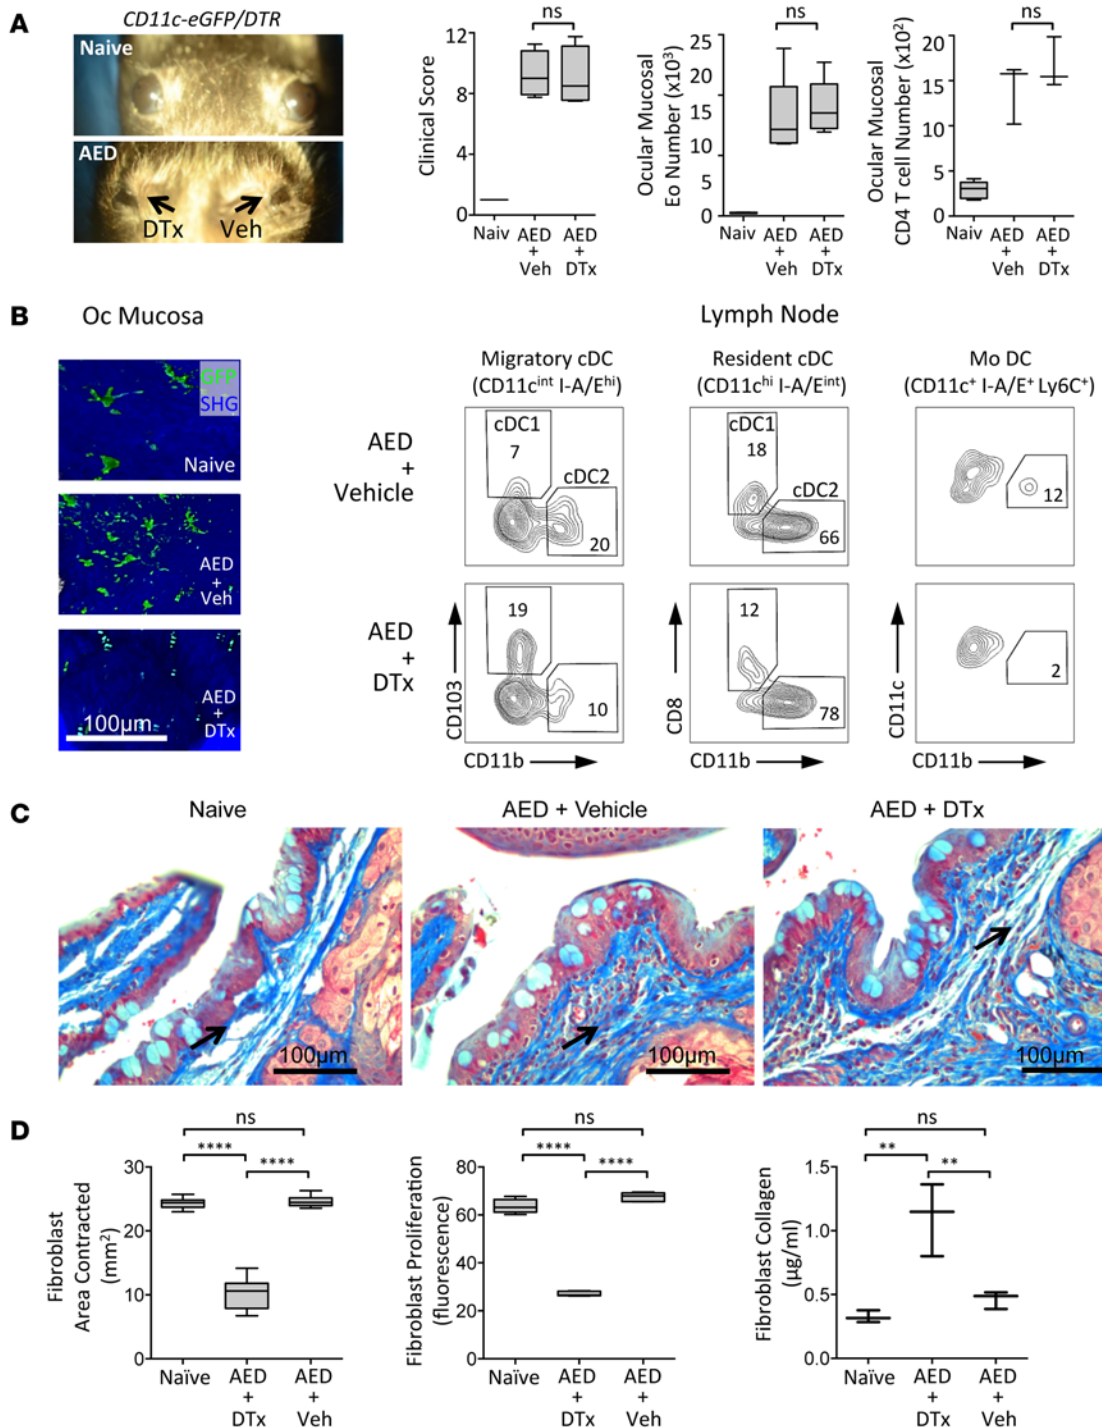 A
CD11c-eGFP/DTR
Naive
AED
DTx
Veh
ns
Clinical Score
12
8
4
0
Naiv
AED
+
Veh
AED
+
DTx
ns
Ocular Mucosal
Eo Number (x10³)
25
20
15
10
5
0
Naiv
AED
+
Veh
AED
+
DTx
ns
Ocular Mucosal
CD4 T cell Number (x10²)
20
15
10
5
0
Naiv
AED
+
Veh
AED
+
DTx
B
Oc Mucosa
GFP
SHG
Naive
AED
+
Veh
AED
+
DTx
100µm
Lymph Node
Migratory cDC
(CD11cⁱⁿᵗ I-A/Eʰⁱ)
Resident cDC
(CD11cʰⁱ I-A/Eⁱⁿᵗ)
Mo DC
(CD11c⁺ I-A/E⁺ Ly6C⁺)
AED
+
Vehicle
cDC1
7
cDC2
20
cDC1
18
cDC2
66
12
AED
+
DTx
19
10
12
78
2
CD103
CD11b
CD8
CD11b
CD11c
CD11b
C
Naive
AED + Vehicle
AED + DTx
100µm
100µm
100µm
D
ns
****
****
Fibroblast
Area Contracted
(mm²)
30
20
10
0
Naïve
AED
+
DTx
AED
+
Veh
ns
****
****
Fibroblast Proliferation
(fluorescence)
80
60
40
20
0
Naïve
AED
+
DTx
AED
+
Veh
ns
**
**
Fibroblast Collagen
(µg/ml)
1.5
1.0
0.5
0.0
Naïve
AED
+
DTx
AED
+
Veh